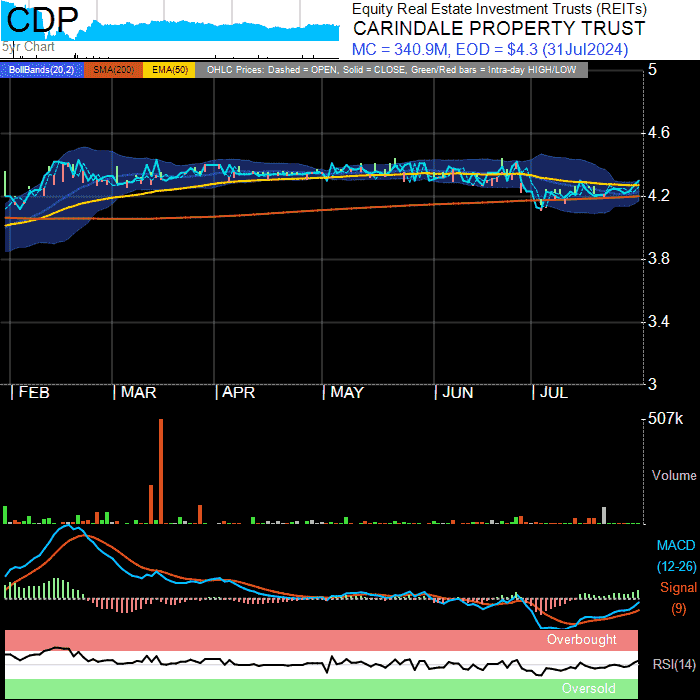 CDP
5yr Chart
Equity Real Estate Investment Trusts (REITs)
CARINDALE PROPERTY TRUST
MC = 340.9M, EOD = $4.3 (31Jul2024)
BollBands(20,2) SMA(200) EMA(50) OHLC Prices: Dashed = OPEN, Solid = CLOSE, Green/Red bars = Intra-day HIGH/LOW
5
4.6
4.2
3.8
3.4
3
| FEB | MAR | APR | MAY | JUN | JUL
507k
Volume
MACD
(12-26)
Signal
(9)
Overbought
RSI(14)
Oversold